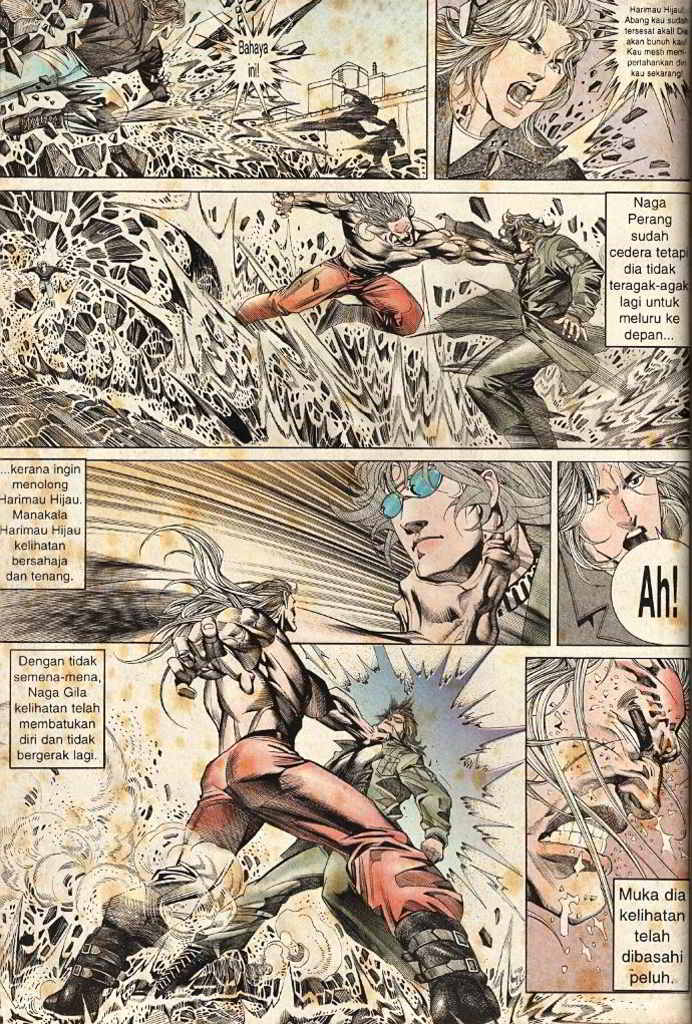 Bahaya
ini!
Harimau Hijau!
Abang kau sudah
tersesat akal! Dia
akan bunuh kau!
Kau mesti mem-
pertahankan diri
kau sekarang!
Naga
Perang
sudah
cedera tetapi
dia tidak
teragak-agak
lagi untuk
meluru ke
depan...
...kerana ingin
menolong
Harimau Hijau.
Manakala
Harimau Hijau
kelihatan
bersahaja
dan tenang.
Ah!
Dengan tidak
semena-mena,
Naga Gila
kelihatan telah
membatukan
diri dan tidak
bergerak lagi.
Muka dia
kelihatan
telah
dibasahi
peluh.